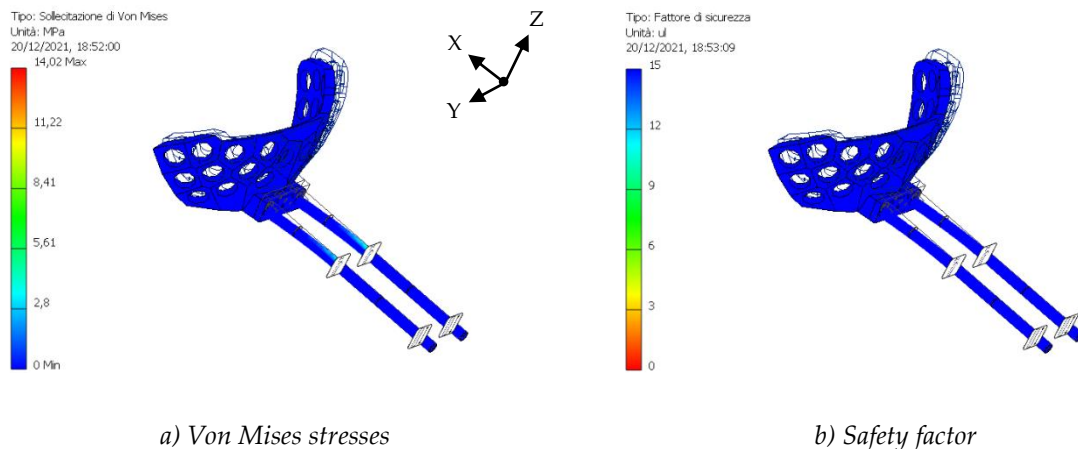 Tipo: Sollecitazione di Von Mises
Unità: MPa
20/12/2021, 18:52:00
14,02 Max
11,22
8,41
5,61
2,8
0 Min
Z
X
Y
Tipo: Fattore di sicurezza
Unità: ul
20/12/2021, 18:53:09
15
12
9
6
3
0
a) Von Mises stresses
b) Safety factor